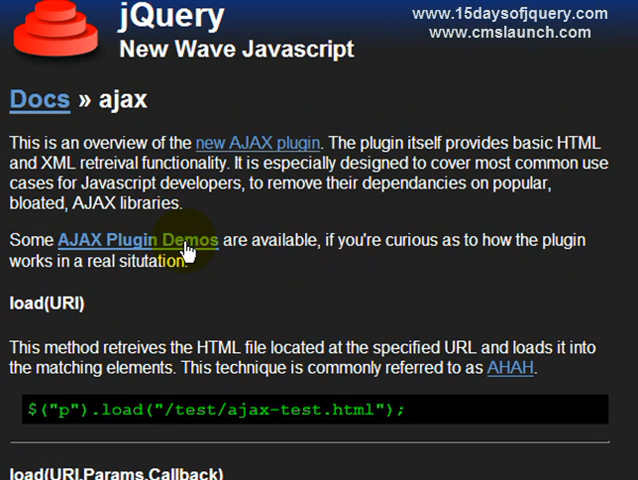 jQuery
www.15daysofjquery.com
www.cmslaunch.com
New Wave Javascript
Docs » ajax
This is an overview of the new AJAX plugin. The plugin itself provides basic HTML
and XML retreival functionality. It is especially designed to cover most common use
cases for Javascript developers, to remove their dependancies on popular,
bloated, AJAX libraries.
Some AJAX Plugin Demos are available, if you're curious as to how the plugin
works in a real situtation.
load(URI)
This method retreives the HTML file located at the specified URL and loads it into
the matching elements. This technique is commonly referred to as AHAH.
$("p").load("/test/ajax-test.html");
load(URI,Params,Callback)